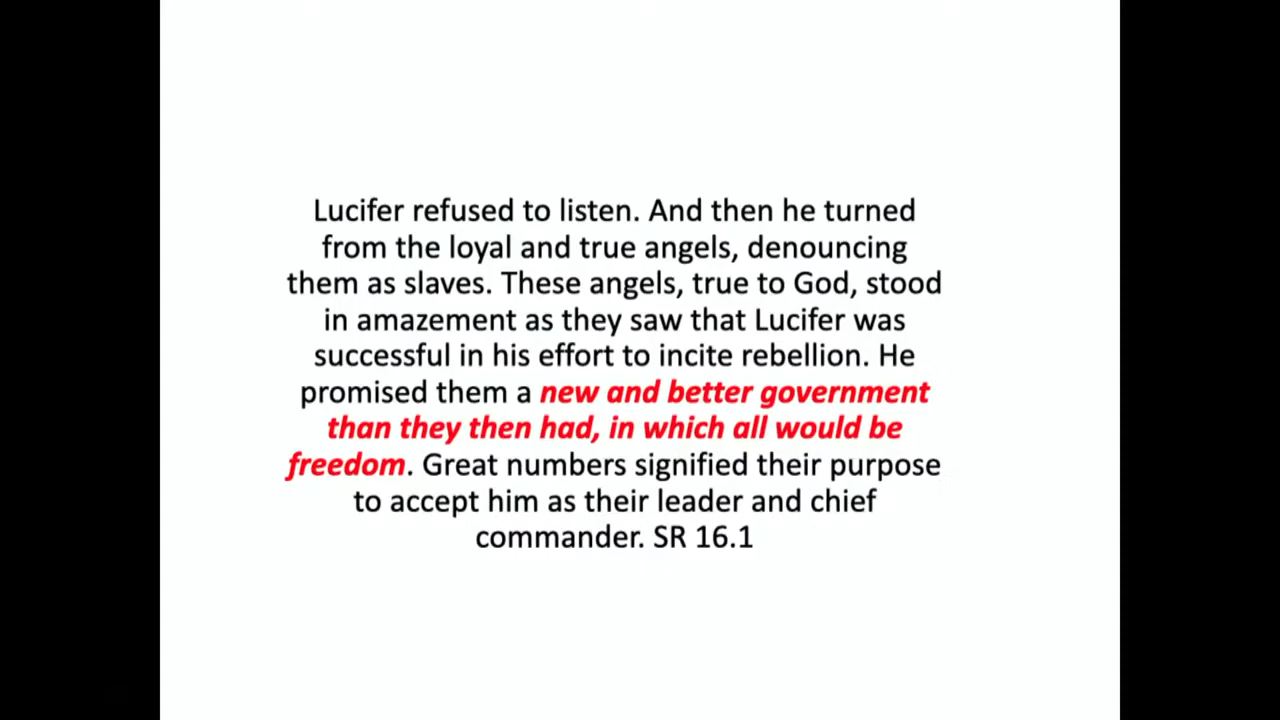 Lucifer refused to listen. And then he turned
from the loyal and true angels, denouncing
them as slaves. These angels, true to God, stood
in amazement as they saw that Lucifer was
successful in his effort to incite rebellion. He
promised them a new and better government
than they then had, in which all would be
freedom. Great numbers signified their purpose
to accept him as their leader and chief
commander. SR 16.1